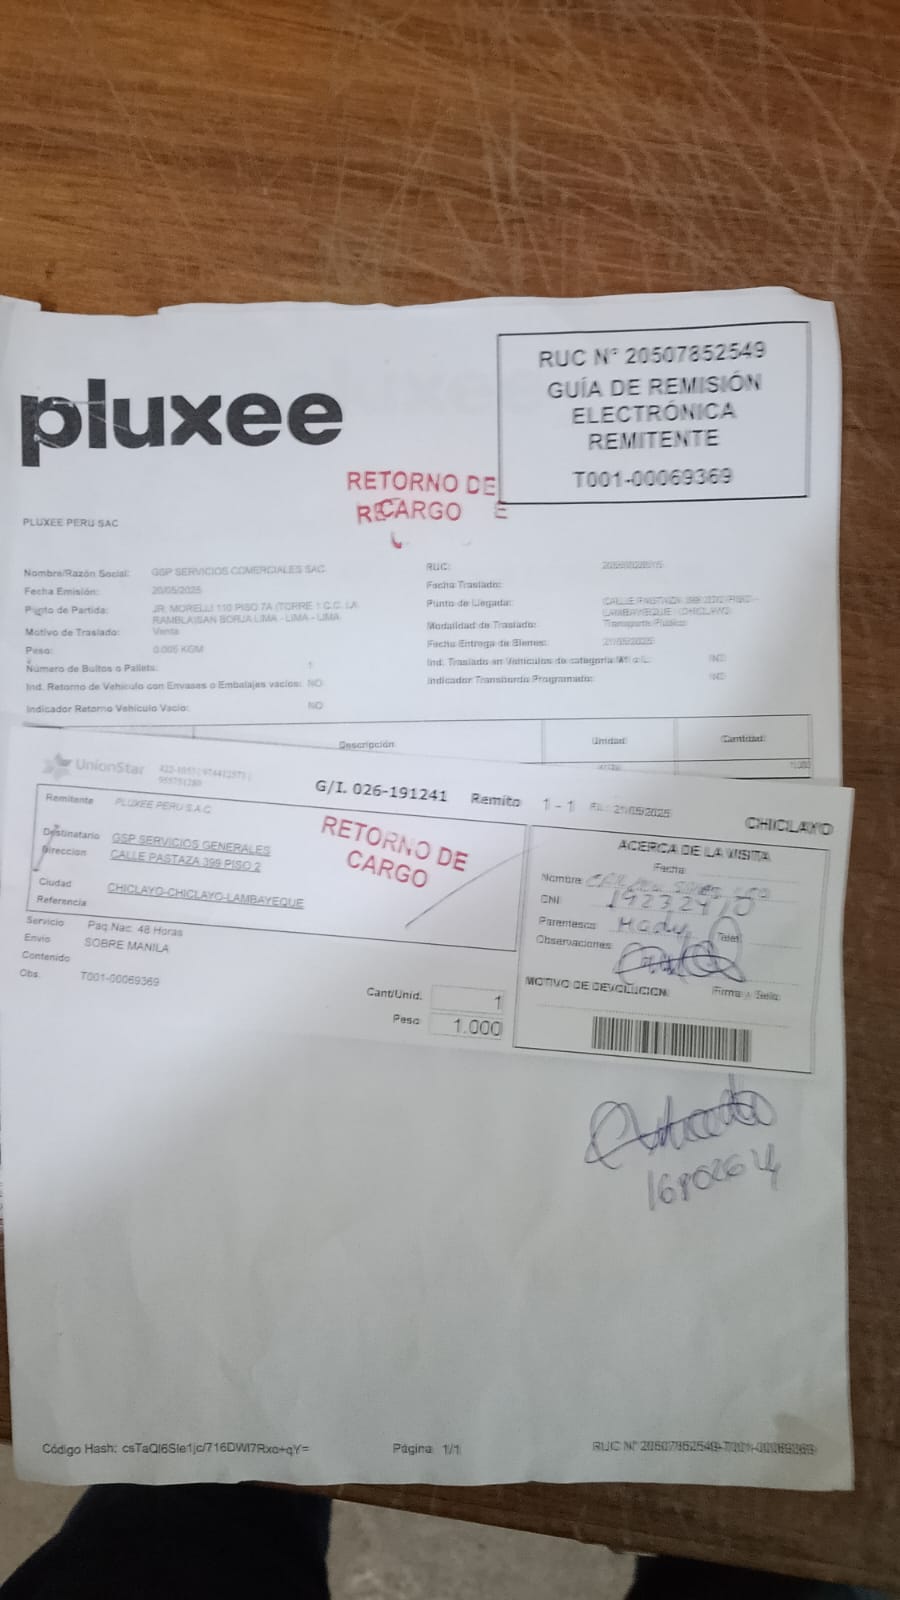 pluxee
RUC N° 20507852549
GUÍA DE REMISIÓN
ELECTRÓNICA
REMITENTE
T001-00069369
RETORNO DE
CARGO
PLUXEE PERU SAC
Nombre/Razón Social: GSP SERVICIOS COMERCIALES SAC
Fecha Emisión: 20/05/2025
Punto de Partida: JR. MORELLI 110 PISO 7A (TORRE 1 C.C. LA
RAMBLA)SAN BORJA LIMA - LIMA - LIMA
Motivo de Traslado: Venta
Peso: 0.005 KGM
Número de Bultos o Pallets: 1
Ind. Retorno de Vehículo con Envases o Embalajes vacíos: NO
Indicador Retorno Vehículo Vacío: NO
RUC:
Fecha Traslado:
Punto de Llegada:
LAMBAYEQUE - (CHICLAYO)
Modalidad de Traslado: Transporte Público
Fecha Entrega de Bienes: 21/05/2025
Ind. Traslado en Vehículos de categoría M1 o L: NO
Indicador Transbordo Programado: NO
Descripción Unidad Cantidad
UnionStar
G/I. 026-191241 Remito 1 - 1 21/05/2025
CHICLAYO
Remitente PLUXEE PERU S.A.C
Destinatario GSP SERVICIOS GENERALES
Direccion CALLE PASTAZA 399 PISO 2
Ciudad CHICLAYO-CHICLAYO-LAMBAYEQUE
Referencia
RETORNO DE
CARGO
Servicio Paq.Nac. 48 Horas
Envio SOBRE MANILA
Contenido
Obs. T001-00069369
Cant/Unid. 1
Peso 1.000
ACERCA DE LA VISITA
Fecha
Nombre
DNI
Parentesco
Telef.
Observaciones
MOTIVO DE DEVOLUCION Firma y Sello
Código Hash: csTaQl6Sle1jc/716DWl7Rxo+qY=
Página 1/1
RUC N° 20507852549-T001-00069369